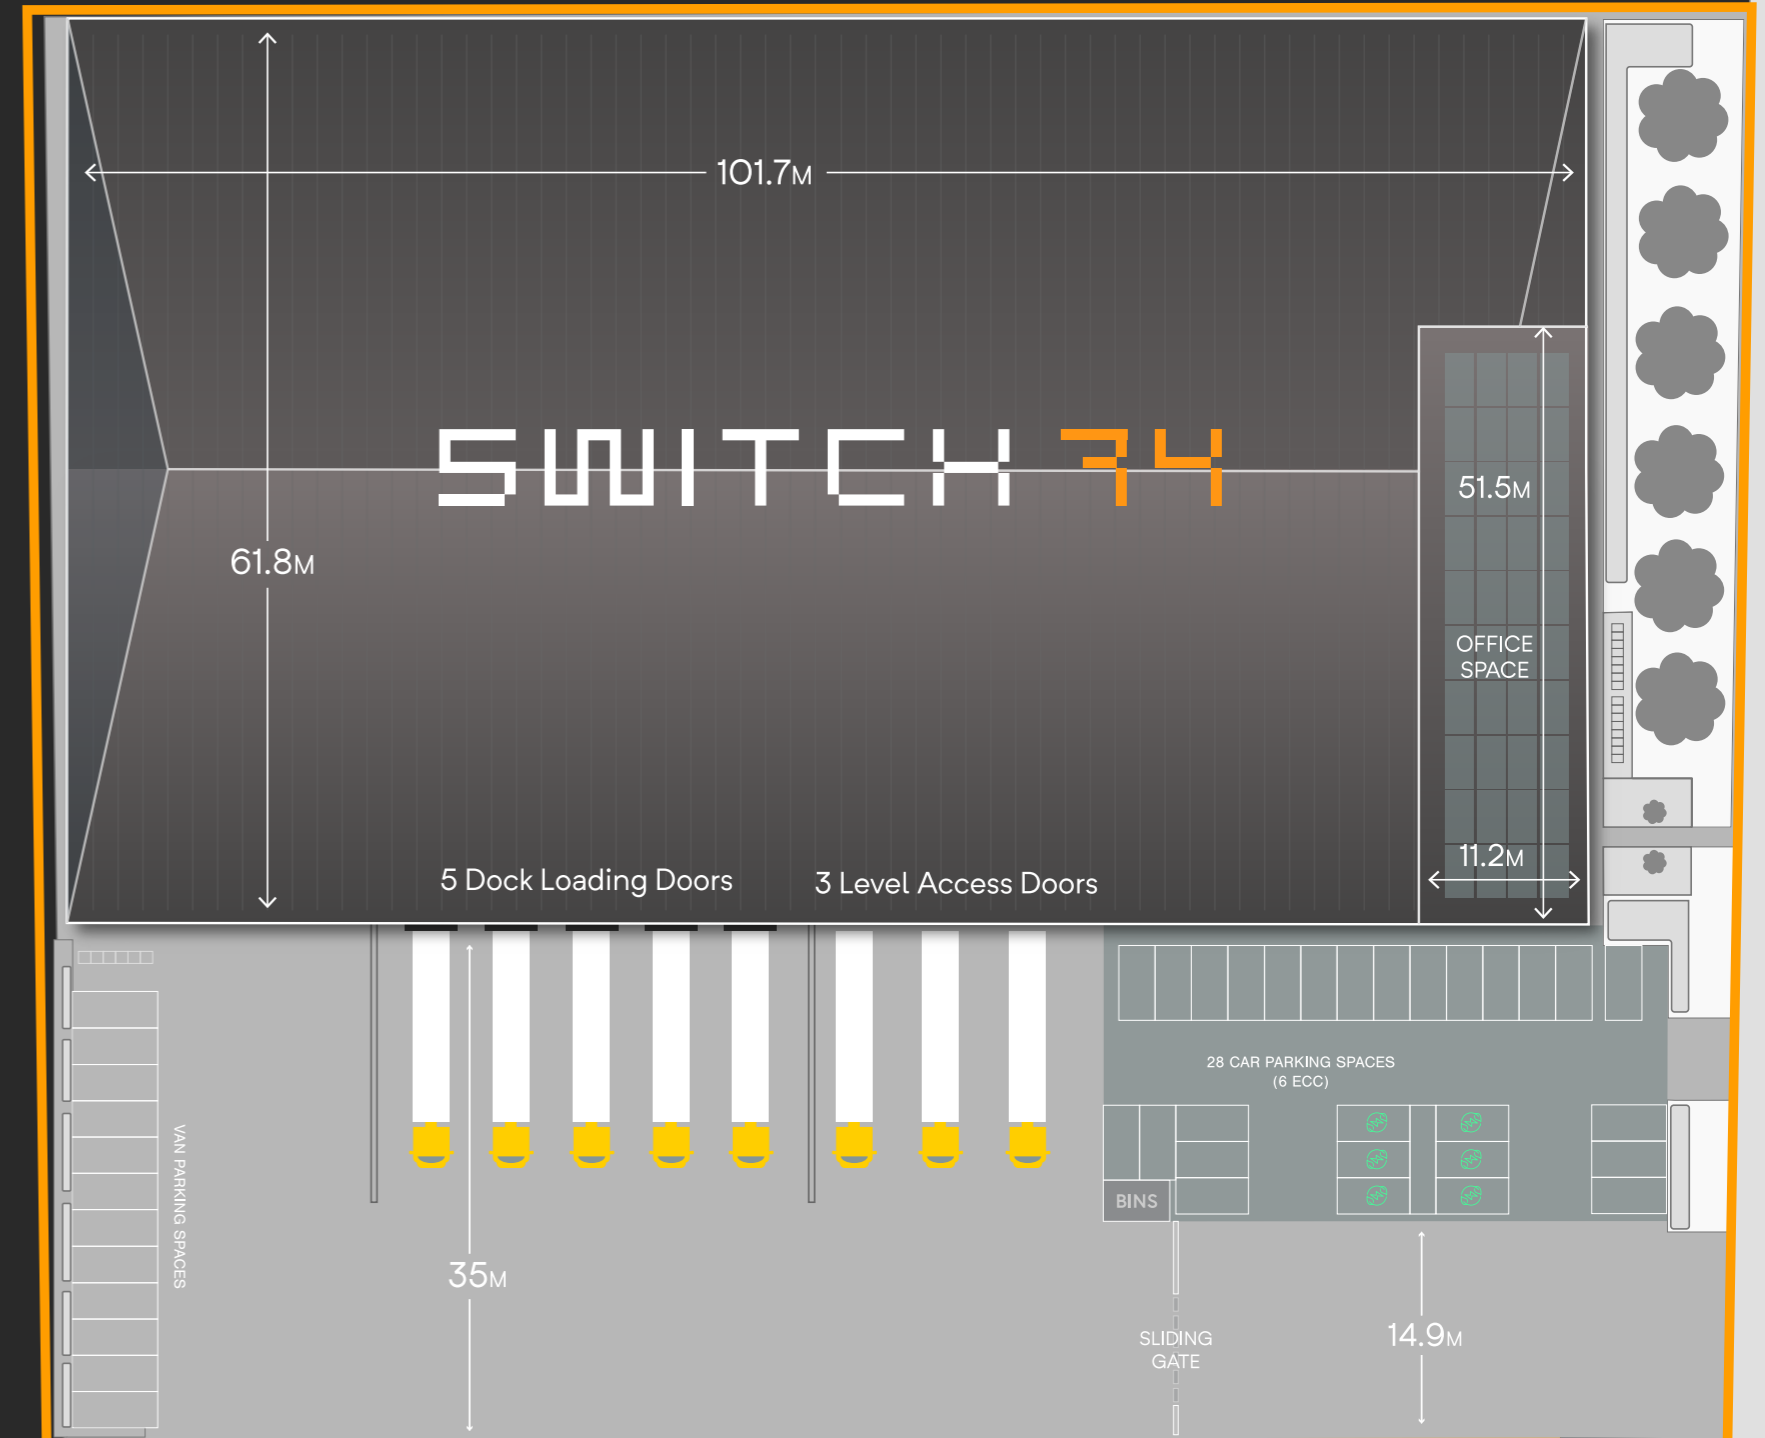 101.7M
SWITCH 74
51.5M
61.8M
OFFICE
SPACE
11.2M
5 Dock Loading Doors
3 Level Access Doors
28 CAR PARKING SPACES
(6 ECC)
VAN PARKING SPACES
BINS
35M
SLIDING
GATE
14.9M